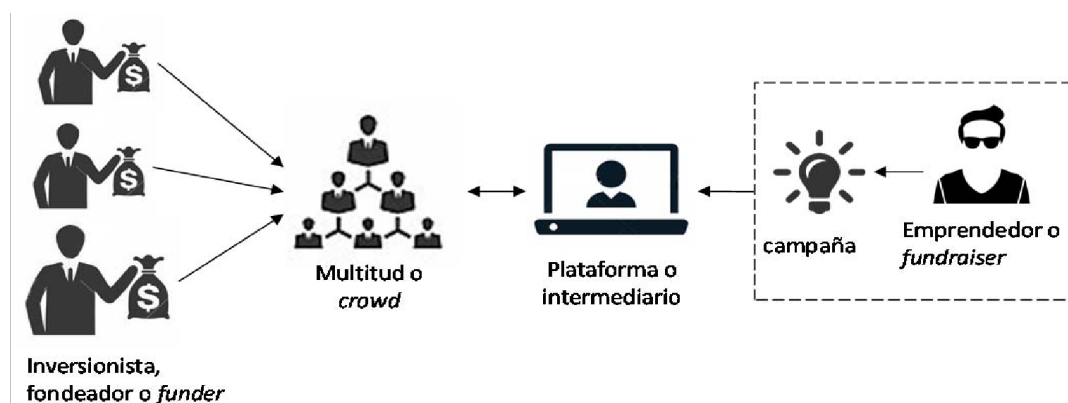 $
$
$
Inversionista,
fondeador o funder
Multitud o
crowd
Plataforma o
intermediario
campaña
Emprendedor o
fundraiser